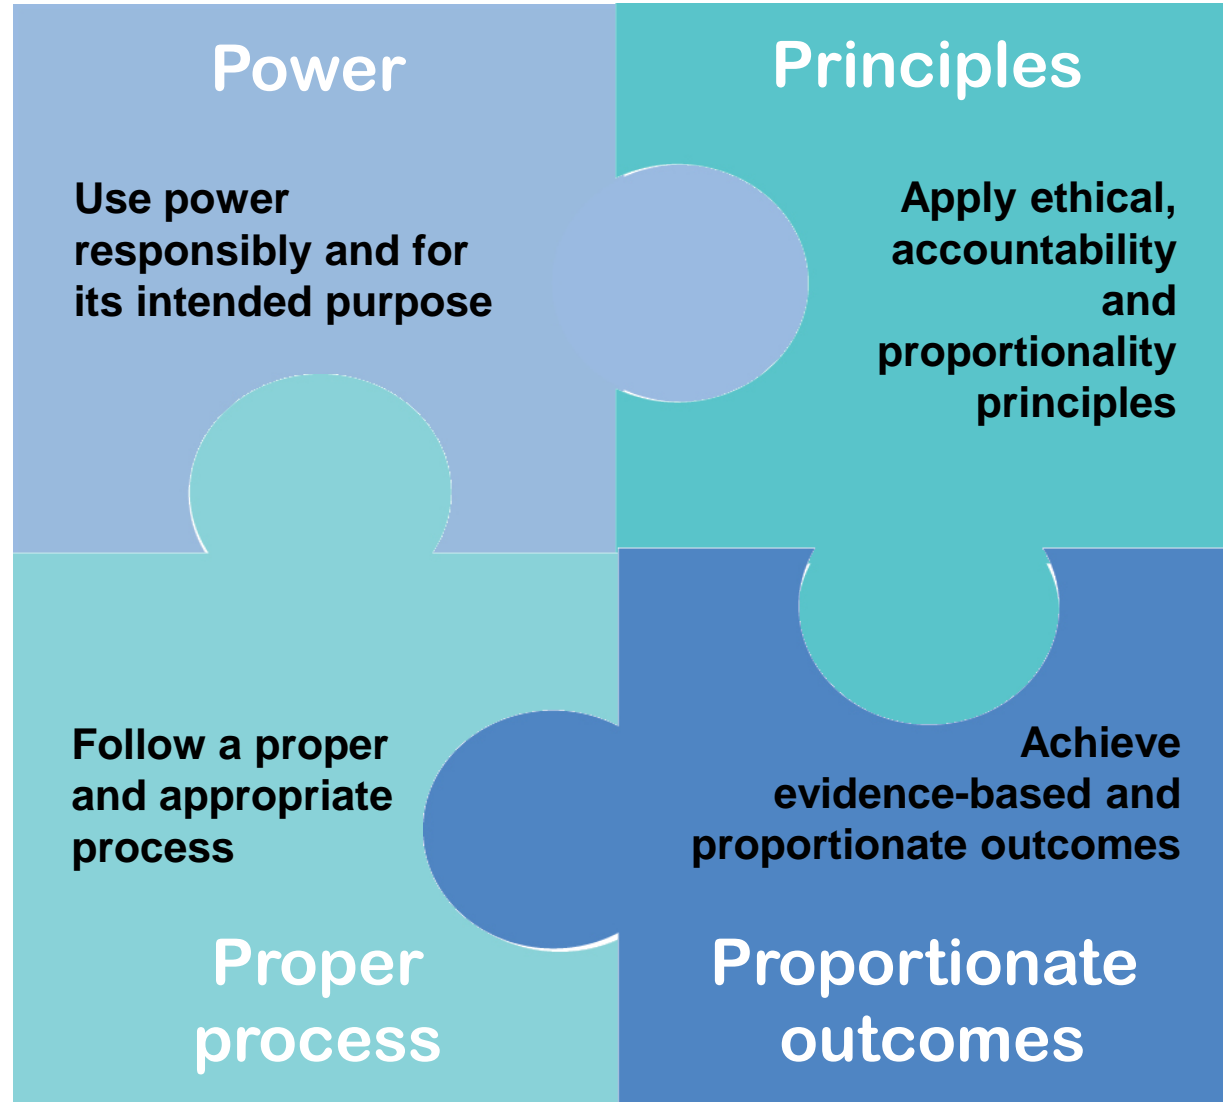 Power
Use power
responsibly and for
its intended purpose
Principles
Apply ethical,
accountability
and
proportionality
principles
Follow a proper
and appropriate
process
Proper
process
Achieve
evidence-based and
proportionate outcomes
Proportionate
outcomes